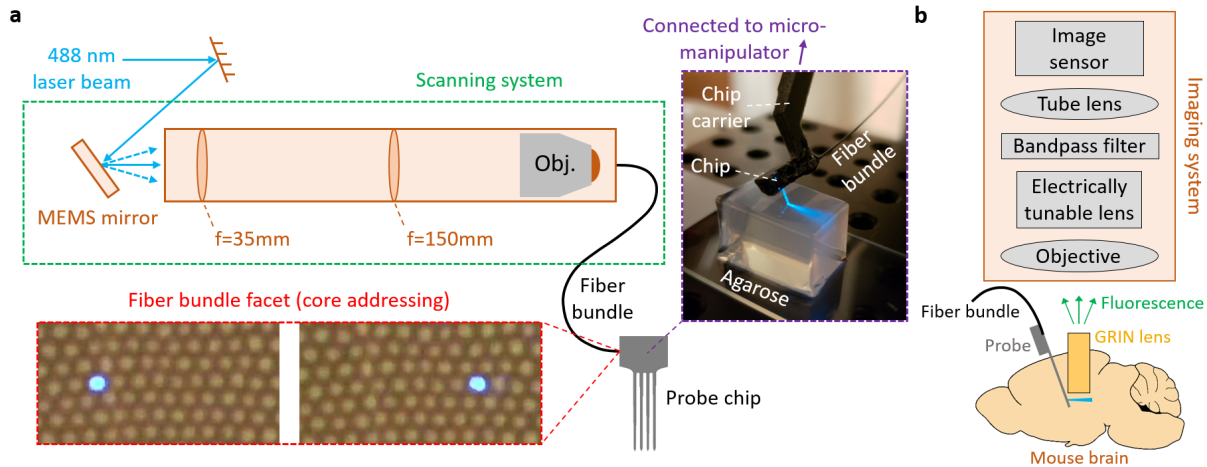 a
488 nm
laser beam
Scanning system
MEMS mirror
f=35mm
f=150mm
Obj.
Connected to micro-
manipulator
Chip
carrier
Chip
Fiber
bundle
Agarose
Fiber bundle facet (core addressing)
Fiber
bundle
Probe chip
b
Image
sensor
Tube lens
Bandpass filter
Electrically
tunable lens
Objective
Imaging system
Fiber bundle
Fluorescence
Probe
GRIN lens
Mouse brain